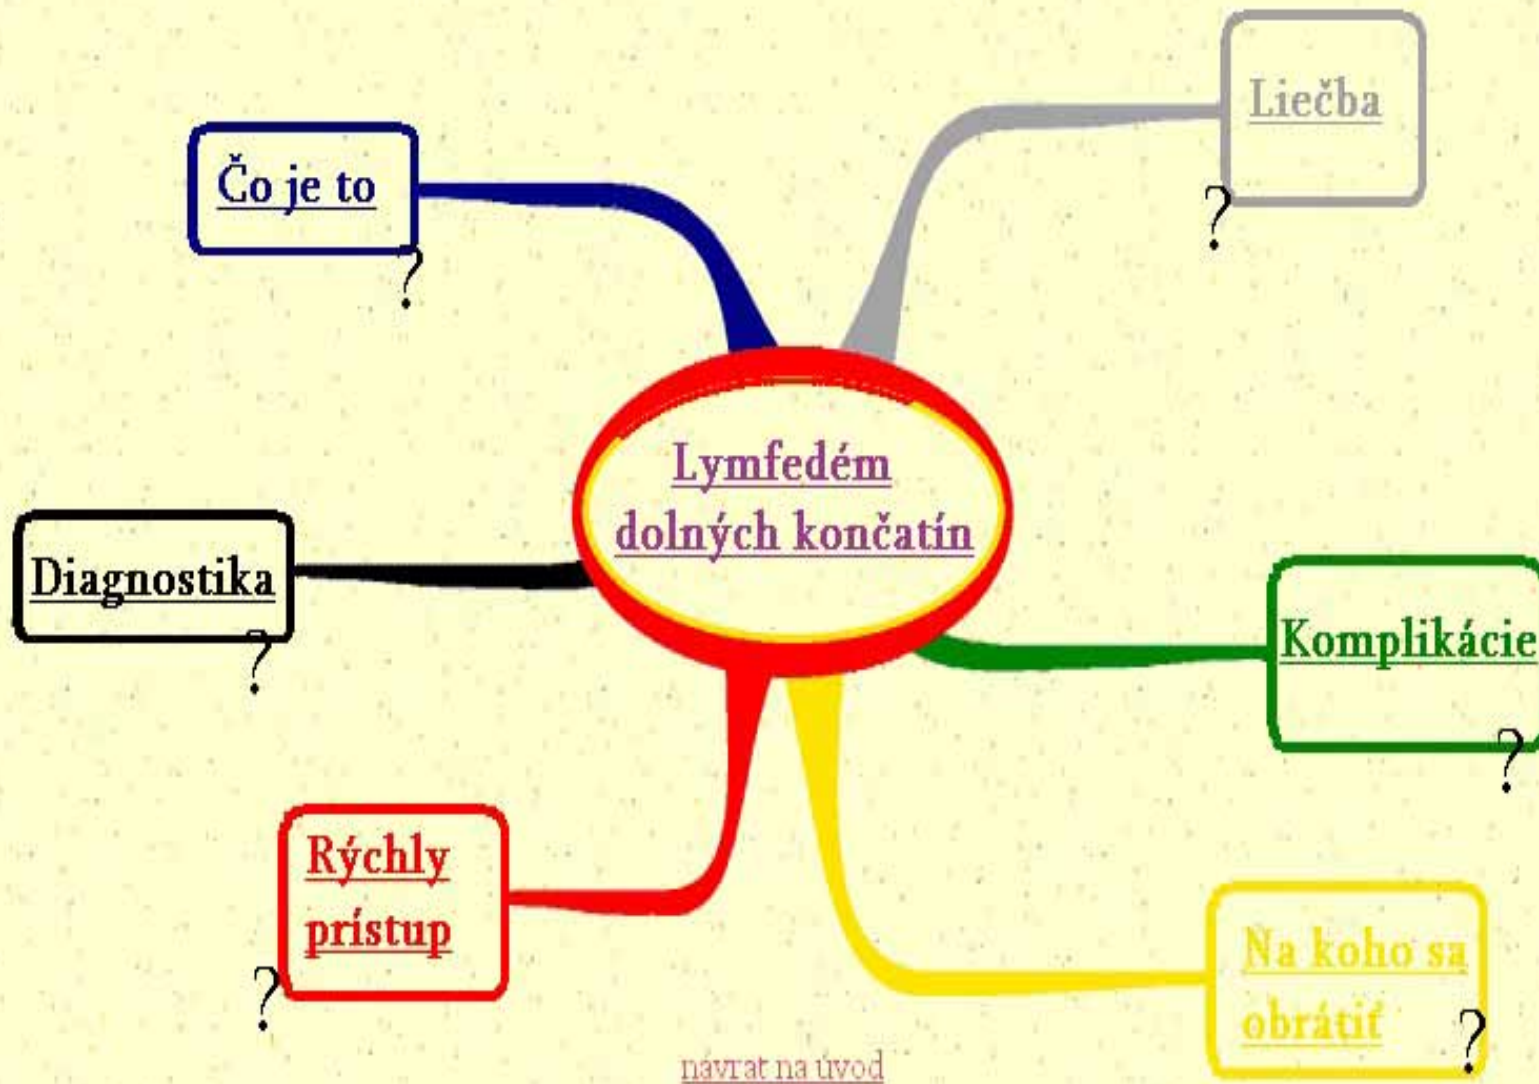 Liečba
?
Čo je to
?
Lymfedém
dolných končatín
Diagnostika
?
Komplikácie
?
Rýchly
prístup
?
Na koho sa
obrátiť
?
návrat na úvod